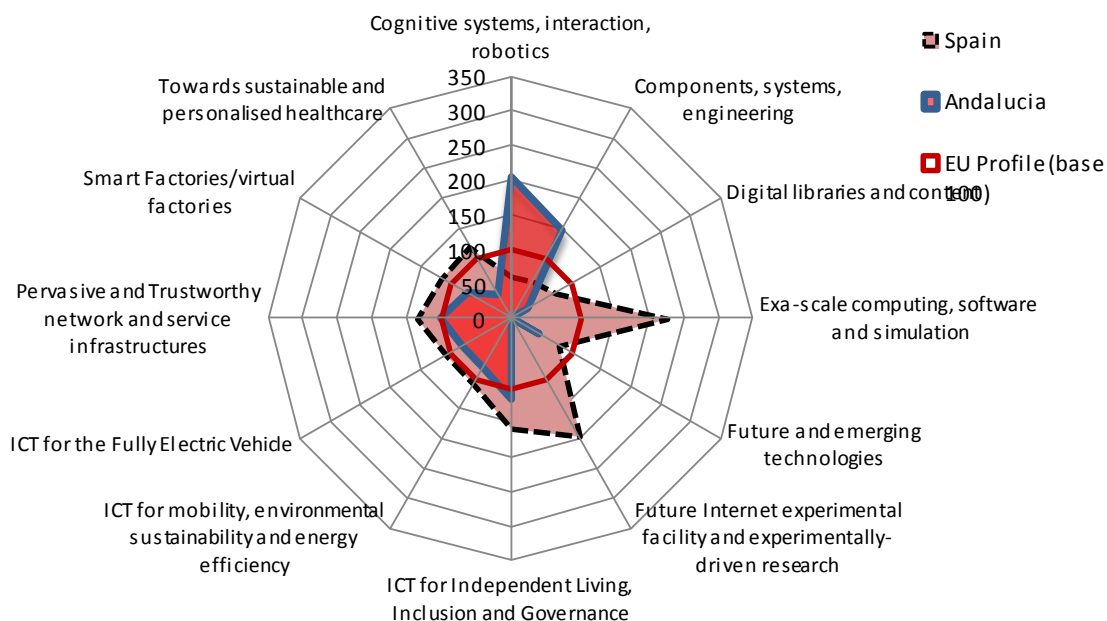 Cognitive systems, interaction,
robotics
Spain
Towards sustainable and
personalised healthcare
350
300
250
200
150
100
50
0
Components, systems,
engineering
Andalucia
EU Profile (base
100)
Smart Factories/virtual
factories
Digital libraries and content
Pervasive and Trustworthy
network and service
infrastructures
Exa-scale computing, software
and simulation
ICT for the Fully Electric Vehicle
Future and emerging
technologies
ICT for mobility, environmental
sustainability and energy
efficiency
Future Internet experimental
facility and experimentally-
driven research
ICT for Independent Living,
Inclusion and Governance